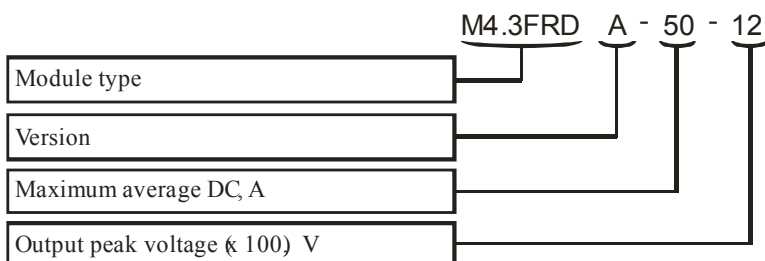 M4.3FRD A - 50 - 12
Module type
Version
Maximum average DC, A
Output peak voltage (x 100) V